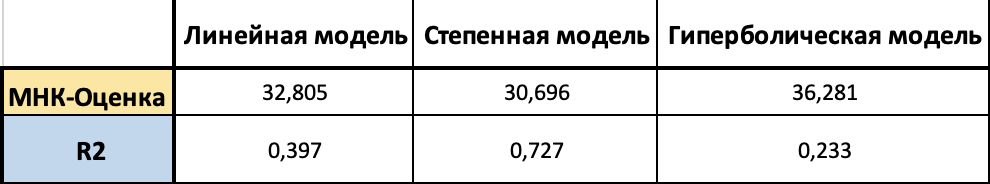 Линейная модель Степенная модель Гиперболическая модель
МНК-Оценка 32,805 30,696 36,281
R2 0,397 0,727 0,233